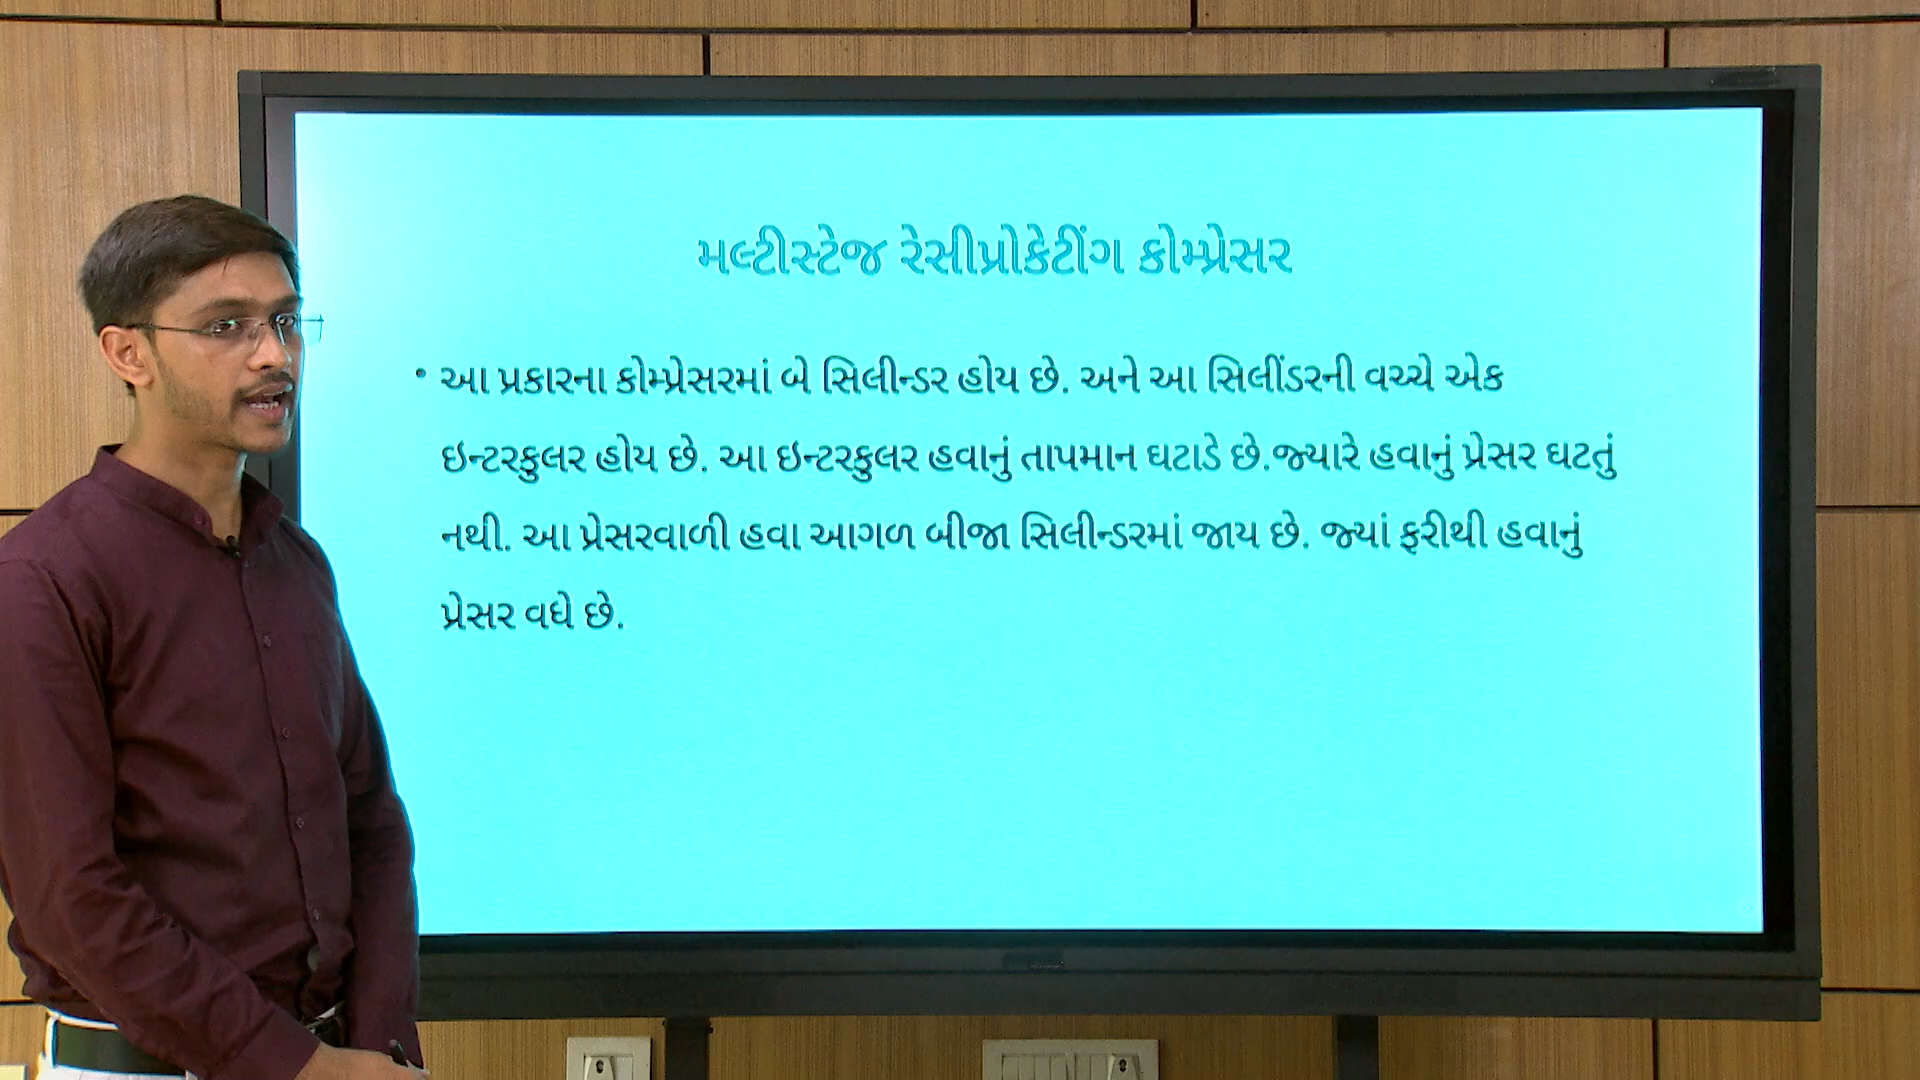 મલ્ટીસ્ટેજ રેસીપ્રોકેટીંગ કોમ્પ્રેસર
• આ પ્રકારના કોમ્પ્રેસરમાં બે સિલીન્ડર હોય છે. અને આ સિલીંડરની વચ્ચે એક
ઇન્ટરકુલર હોય છે. આ ઇન્ટરકુલર હવાનું તાપમાન ઘટાડે છે.જ્યારે હવાનું પ્રેસર ઘટતું
નથી. આ પ્રેસરવાળી હવા આગળ બીજા સિલીન્ડરમાં જાય છે. જ્યાં ફરીથી હવાનું
પ્રેસર વધે છે.